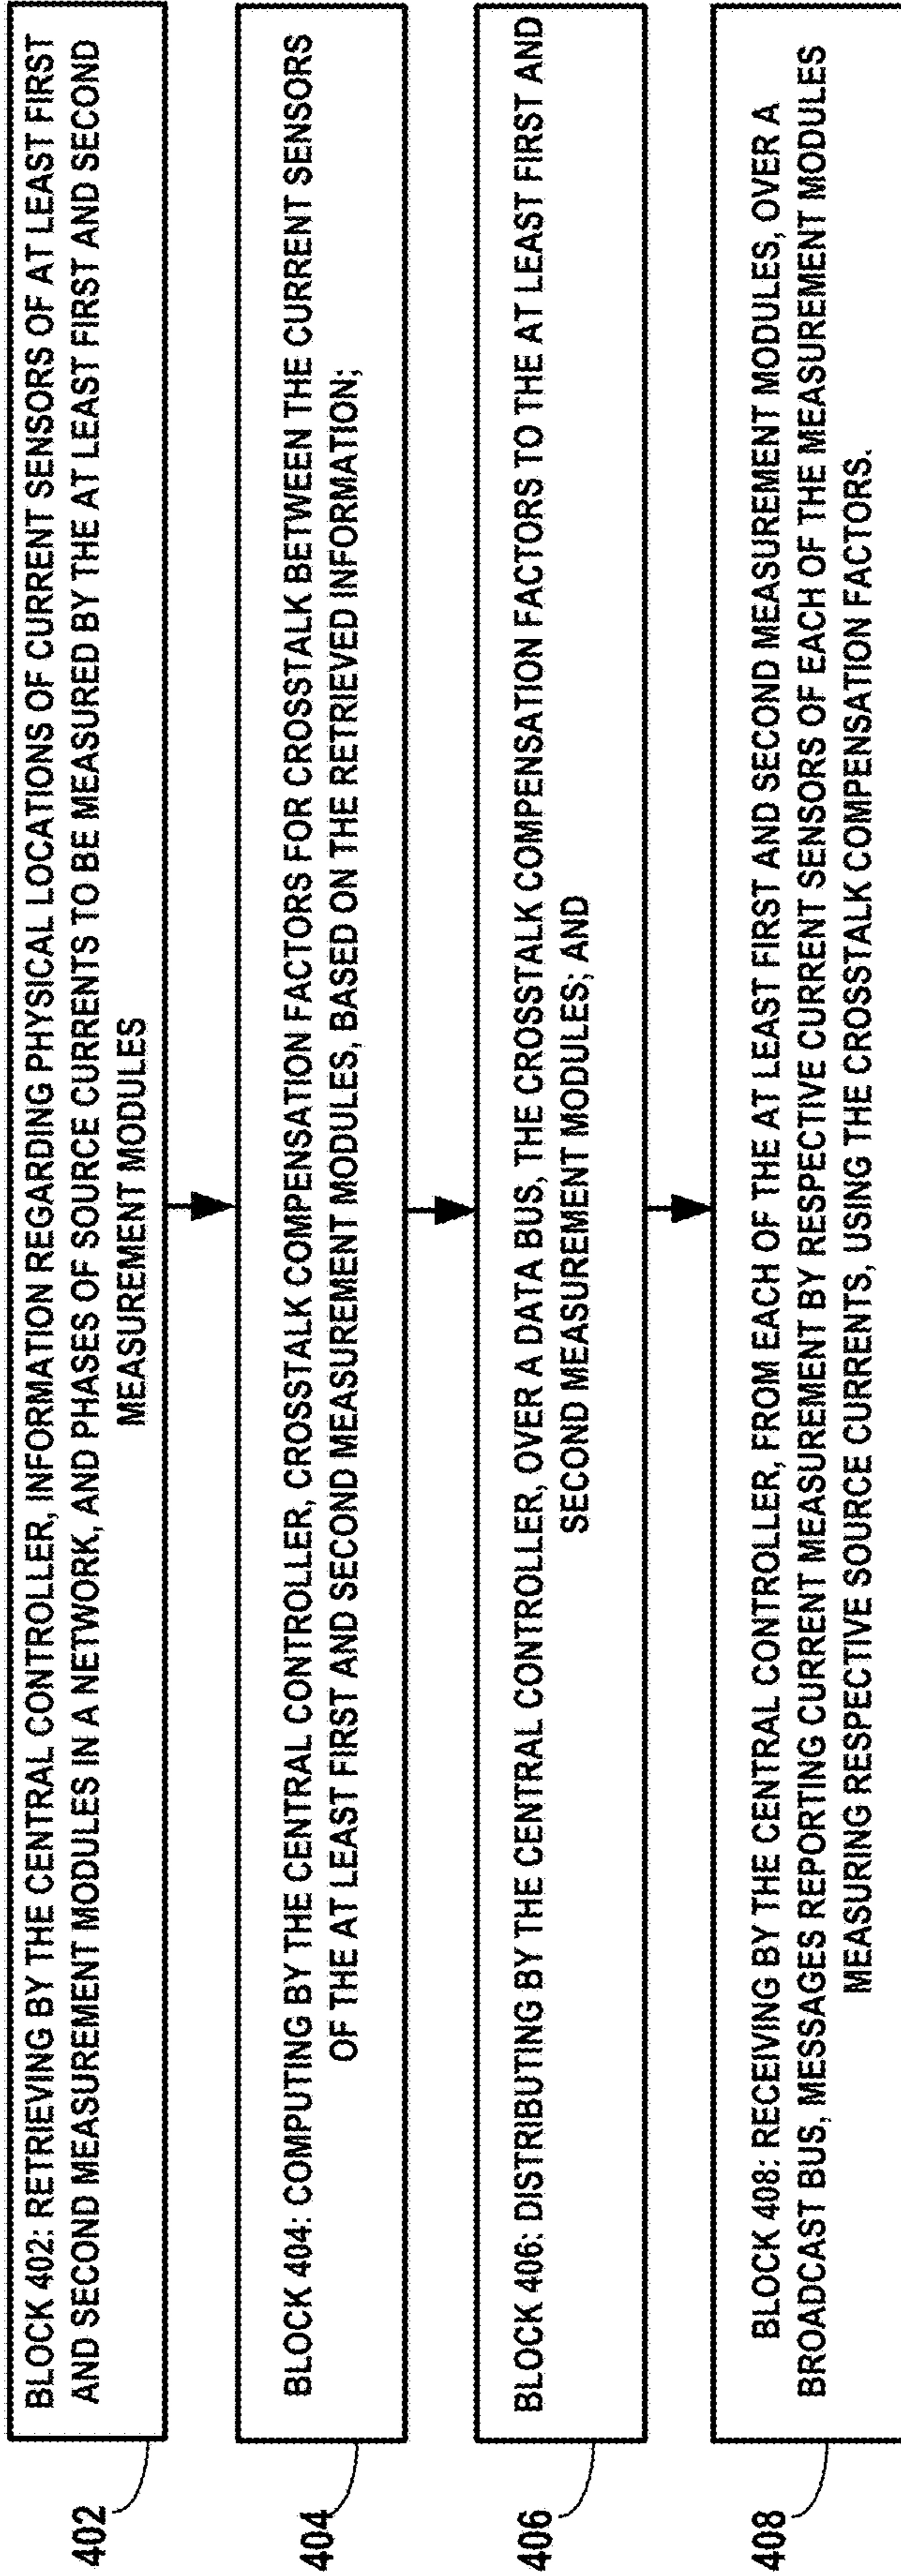 402
BLOCK 402: RETRIEVING BY THE CENTRAL CONTROLLER, INFORMATION REGARDING PHYSICAL LOCATIONS OF CURRENT SENSORS OF AT LEAST FIRST
AND SECOND MEASUREMENT MODULES IN A NETWORK, AND PHASES OF SOURCE CURRENTS TO BE MEASURED BY THE AT LEAST FIRST AND SECOND
MEASUREMENT MODULES
404
BLOCK 404: COMPUTING BY THE CENTRAL CONTROLLER, CROSSTALK COMPENSATION FACTORS FOR CROSSTALK BETWEEN THE CURRENT SENSORS
OF THE AT LEAST FIRST AND SECOND MEASUREMENT MODULES, BASED ON THE RETRIEVED INFORMATION;
406
BLOCK 406: DISTRIBUTING BY THE CENTRAL CONTROLLER, OVER A DATA BUS, THE CROSSTALK COMPENSATION FACTORS TO THE AT LEAST FIRST AND
SECOND MEASUREMENT MODULES; AND
408
BLOCK 408: RECEIVING BY THE CENTRAL CONTROLLER, FROM EACH OF THE AT LEAST FIRST AND SECOND MEASUREMENT MODULES, OVER A
BROADCAST BUS, MESSAGES REPORTING CURRENT MEASUREMENT BY RESPECTIVE CURRENT SENSORS OF EACH OF THE MEASUREMENT MODULES
MEASURING RESPECTIVE SOURCE CURRENTS, USING THE CROSSTALK COMPENSATION FACTORS.